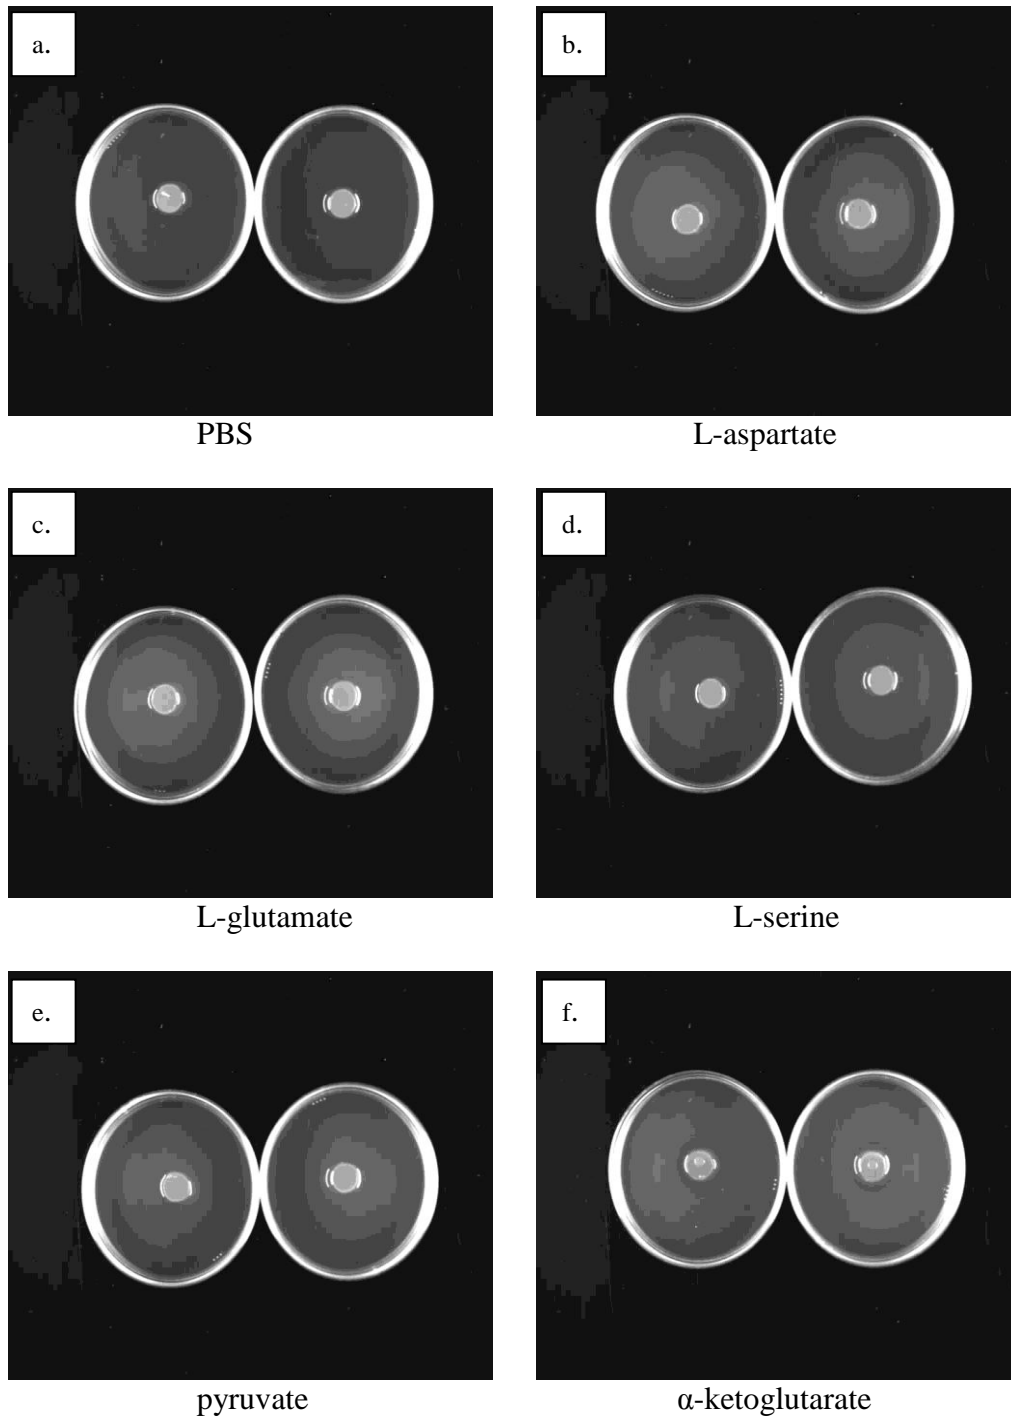 a.
b.
PBS
L-aspartate
c.
d.
L-glutamate
L-serine
e.
f.
pyruvate
α-ketoglutarate